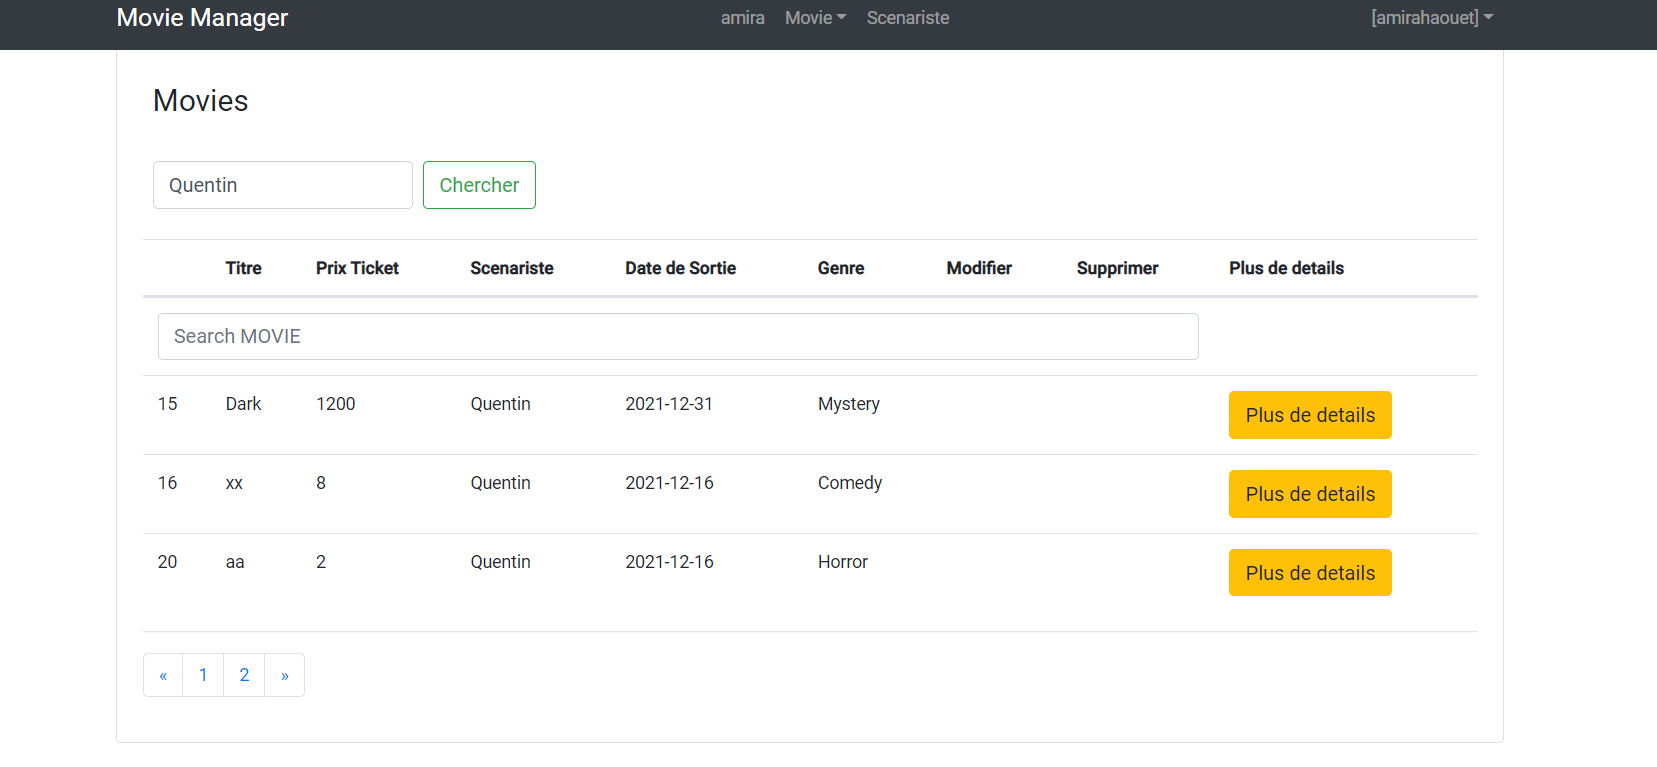 Movie Manager amira Movie Scenariste [amirahaouet]
Movies
Quentin Chercher
Titre Prix Ticket Scenariste Date de Sortie Genre Modifier Supprimer Plus de details
Search MOVIE
15 Dark 1200 Quentin 2021-12-31 Mystery Plus de details
16 xx 8 Quentin 2021-12-16 Comedy Plus de details
20 aa 2 Quentin 2021-12-16 Horror Plus de details
« 1 2 »